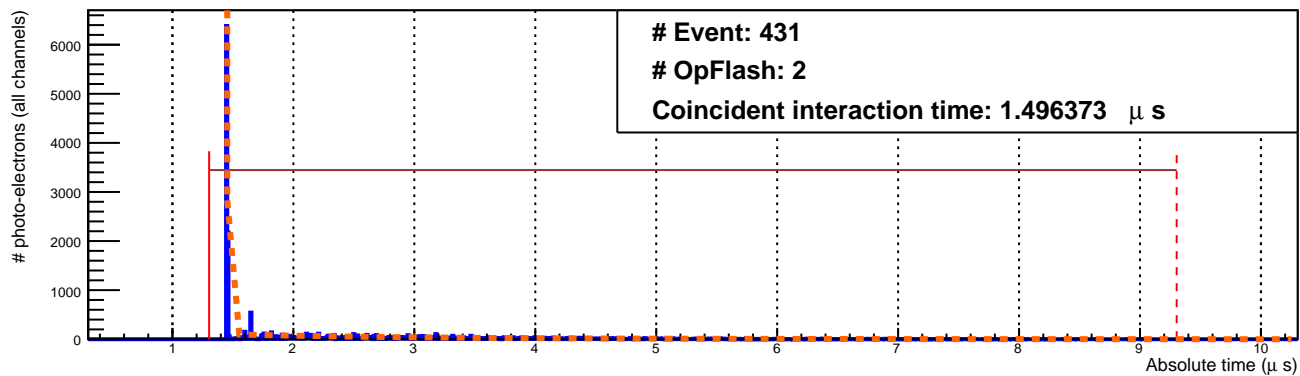 # photo-electrons (all channels)
6000
5000
4000
3000
2000
1000
0
# Event: 431
# OpFlash: 2
Coincident interaction time: 1.496373 μ s
1 2 3 4 5 6 7 8 9 10
Absolute time (μ s)